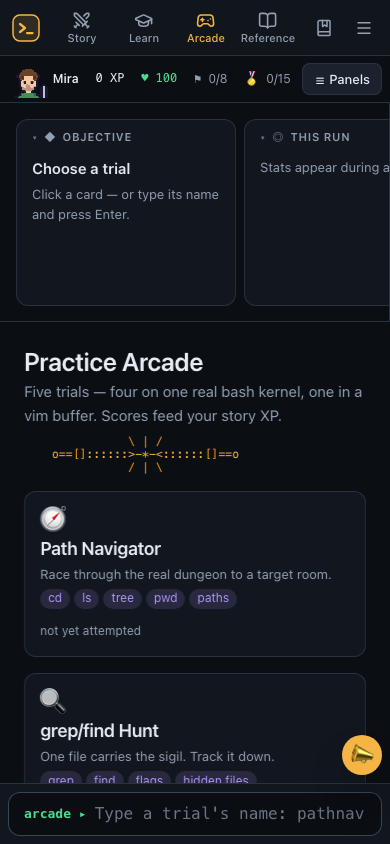 Story
Learn
Arcade
Reference
Mira
0 XP
♥ 100
0/8
0/15
≡ Panels
◆ OBJECTIVE
Choose a trial
Click a card — or type its name
and press Enter.
◎ THIS RUN
Stats appear during a
Practice Arcade
Five trials — four on one real bash kernel, one in a
vim buffer. Scores feed your story XP.
\ | /
o==[]::::::>—*—<::::::[]==o
/ | \
Path Navigator
Race through the real dungeon to a target room.
cd
ls
tree
pwd
paths
not yet attempted
grep/find Hunt
One file carries the sigil. Track it down.
grep
find
flags
hidden files
arcade ▸ Type a trial's name: pathnav